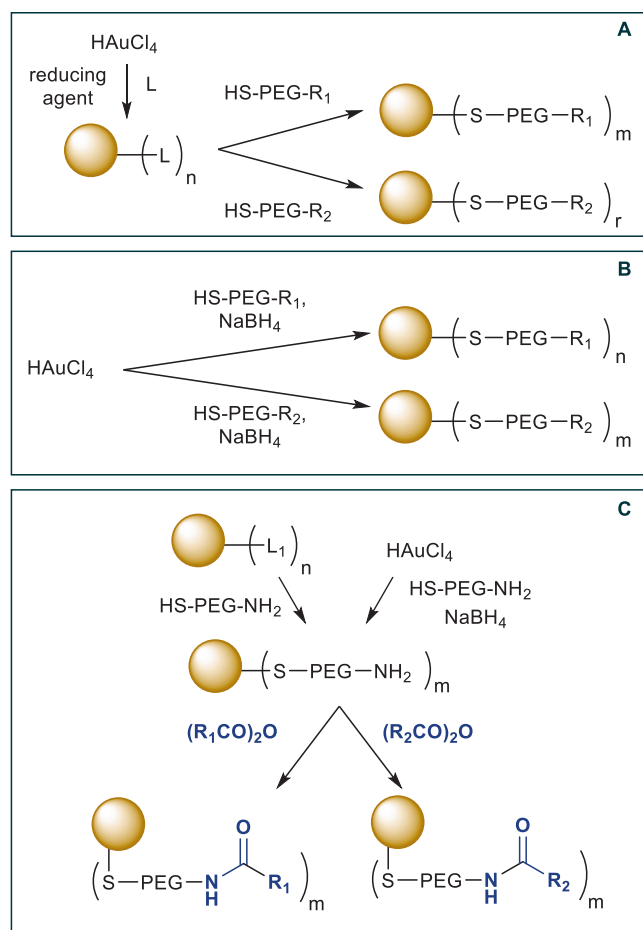 A
HAuCl4
reducing
agent
L
( L )n
HS-PEG-R1
HS-PEG-R2
( S — PEG — R1 )m
( S — PEG — R2 )r
B
HAuCl4
HS-PEG-R1,
NaBH4
HS-PEG-R2,
NaBH4
( S — PEG — R1 )n
( S — PEG — R2 )m
C
( L1 )n
HAuCl4
HS-PEG-NH2
HS-PEG-NH2
NaBH4
( S — PEG — NH2 )m
(R1CO)2O
(R2CO)2O
O
( S — PEG — N R1 )m
H
O
( S — PEG — N R2 )m
H